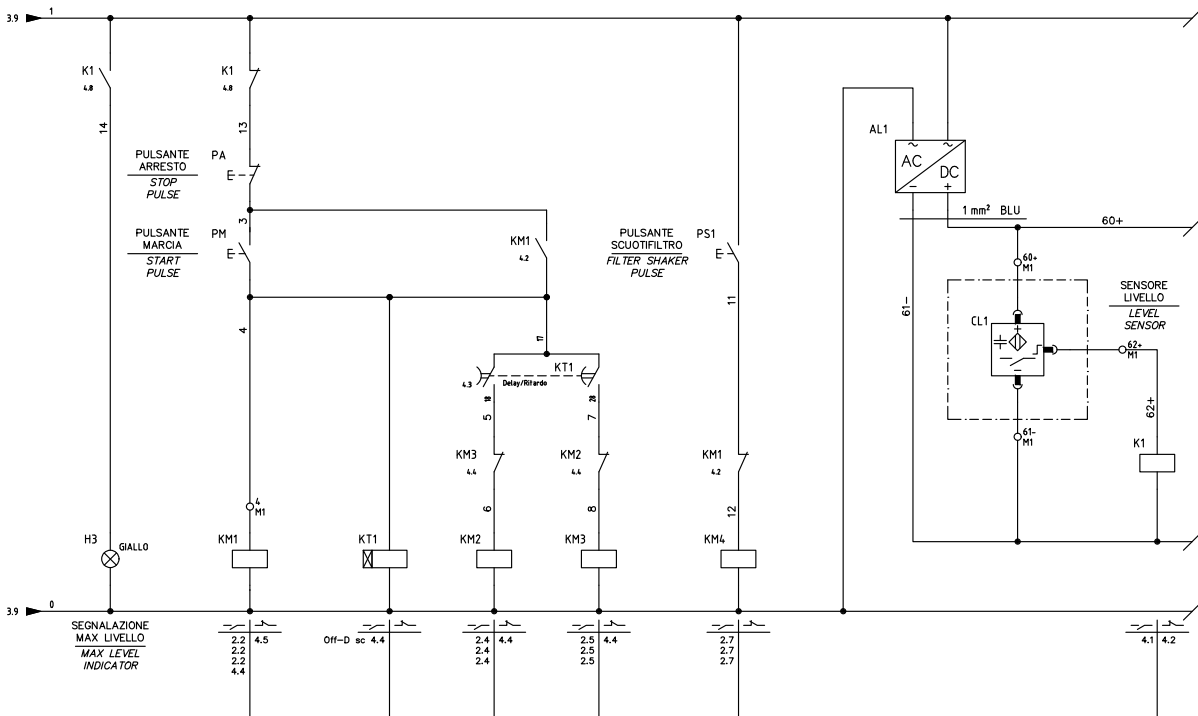 3.9 1
K1
4.8
14
K1
4.8
13
PULSANTE
ARRESTO
STOP
PULSE
PA
3
PULSANTE
MARCIA
START
PULSE
PM
KM1
4.2
PULSANTE
SCUOTIFILTRO
FILTER SHAKER
PULSE
PS1
11
AL1
AC
DC
~ ~
− +
1 mm² BLU
60+
60+
M1
61-
CL1
+
−
SENSORE
LIVELLO
LEVEL
SENSOR
62+
M1
62+
61-
M1
K1
4
17
4.3
Delay/Ritardo
KT1
18
28
5
7
KM3
4.4
KM2
4.4
KM1
4.2
4
M1
6
8
12
H3
GIALLO
KM1
KT1
KM2
KM3
KM4
3.9 0
SEGNALAZIONE
MAX LIVELLO
MAX LEVEL
INDICATOR
2.2 4.5
2.2
2.2
4.4
Off-D sc 4.4
2.4 4.4
2.4
2.4
2.5 4.4
2.5
2.5
2.7
2.7
2.7
4.1 4.2